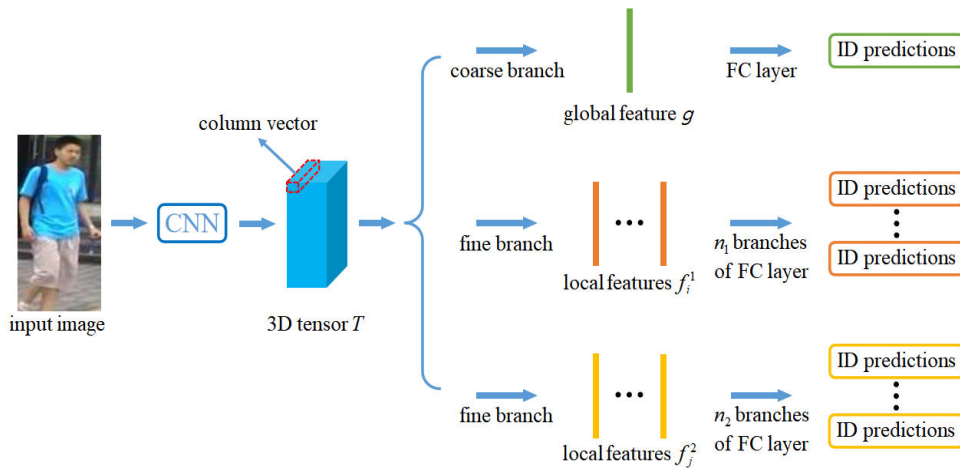 coarse branch
FC layer
ID predictions
global feature g
column vector
CNN
input image
3D tensor T
fine branch
local features f_i^1
n_1 branches
of FC layer
ID predictions
ID predictions
fine branch
local features f_j^2
n_2 branches
of FC layer
ID predictions
ID predictions